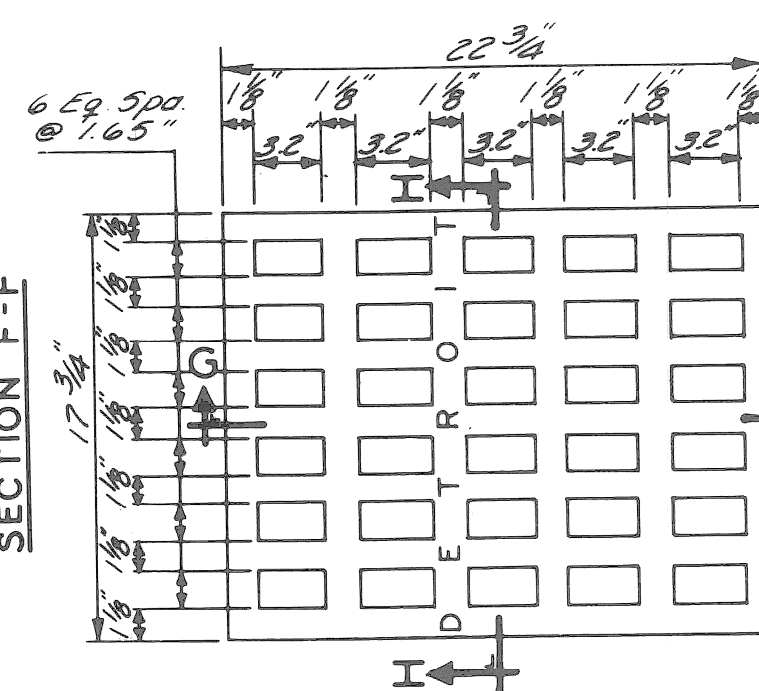 22 3/4"
1 1/8" 1 1/8" 1 1/8" 1 1/8" 1 1/8" 1 1/8"
6 Eq. Spa.
@ 1.65"
3.2" 3.2" 3.2" 3.2" 3.2"
I
1 1/8"
1 1/8"
1 1/8"
1 1/8"
1 1/8"
1 1/8"
1 1/8"
17 3/4"
SECTION F-F
G
DETROIT
I